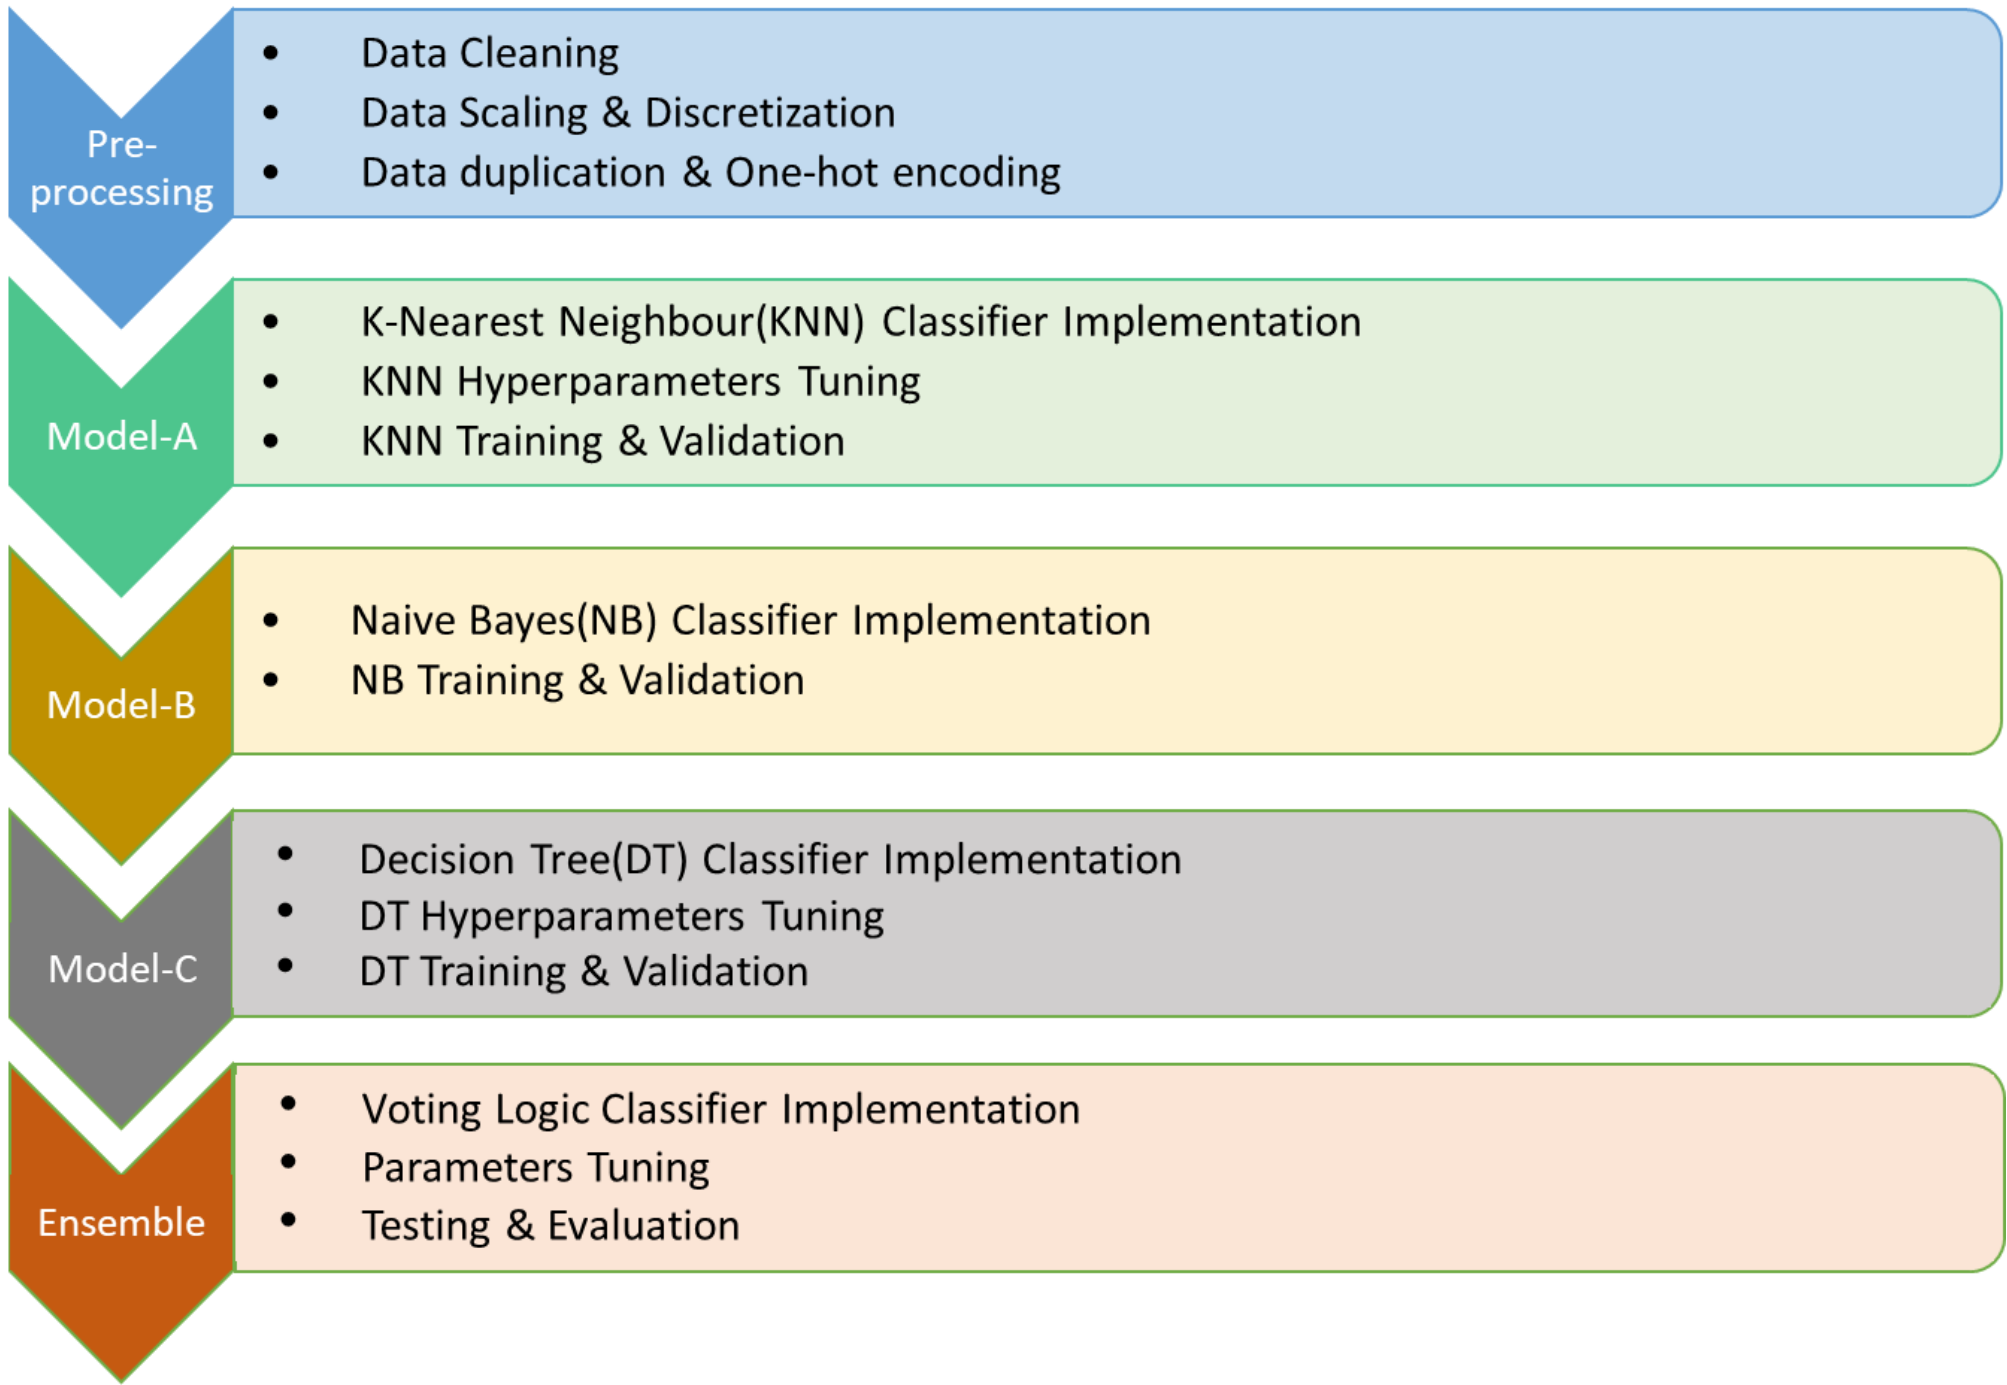 Pre-
processing
• Data Cleaning
• Data Scaling & Discretization
• Data duplication & One-hot encoding
Model-A
• K-Nearest Neighbour(KNN) Classifier Implementation
• KNN Hyperparameters Tuning
• KNN Training & Validation
Model-B
• Naive Bayes(NB) Classifier Implementation
• NB Training & Validation
Model-C
• Decision Tree(DT) Classifier Implementation
• DT Hyperparameters Tuning
• DT Training & Validation
Ensemble
• Voting Logic Classifier Implementation
• Parameters Tuning
• Testing & Evaluation